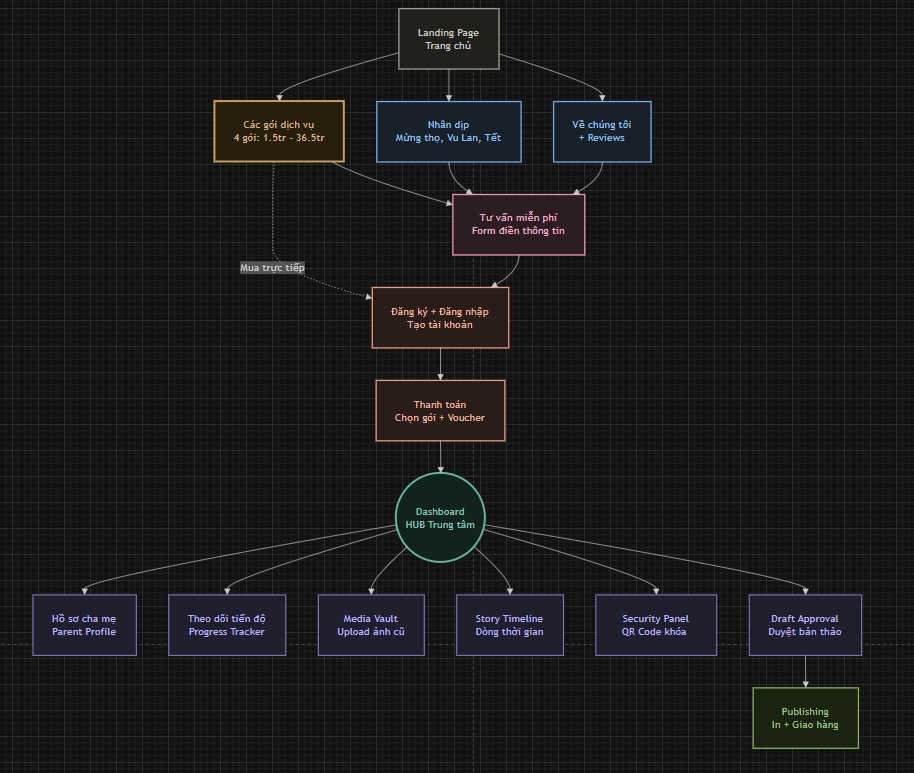 Landing Page
Trang chủ
Các gói dịch vụ
4 gói: 1.5tr - 36.5tr
Nhân dịp
Mừng thọ, Vu Lan, Tết
Về chúng tôi
+ Reviews
Tư vấn miễn phí
Form điền thông tin
Mua trực tiếp
Đăng ký + Đăng nhập
Tạo tài khoản
Thanh toán
Chọn gói + Voucher
Dashboard
HUB Trung tâm
Hồ sơ cha mẹ
Parent Profile
Theo dõi tiến độ
Progress Tracker
Media Vault
Upload ảnh cũ
Story Timeline
Dòng thời gian
Security Panel
QR Code khóa
Draft Approval
Duyệt bản thảo
Publishing
In + Giao hàng